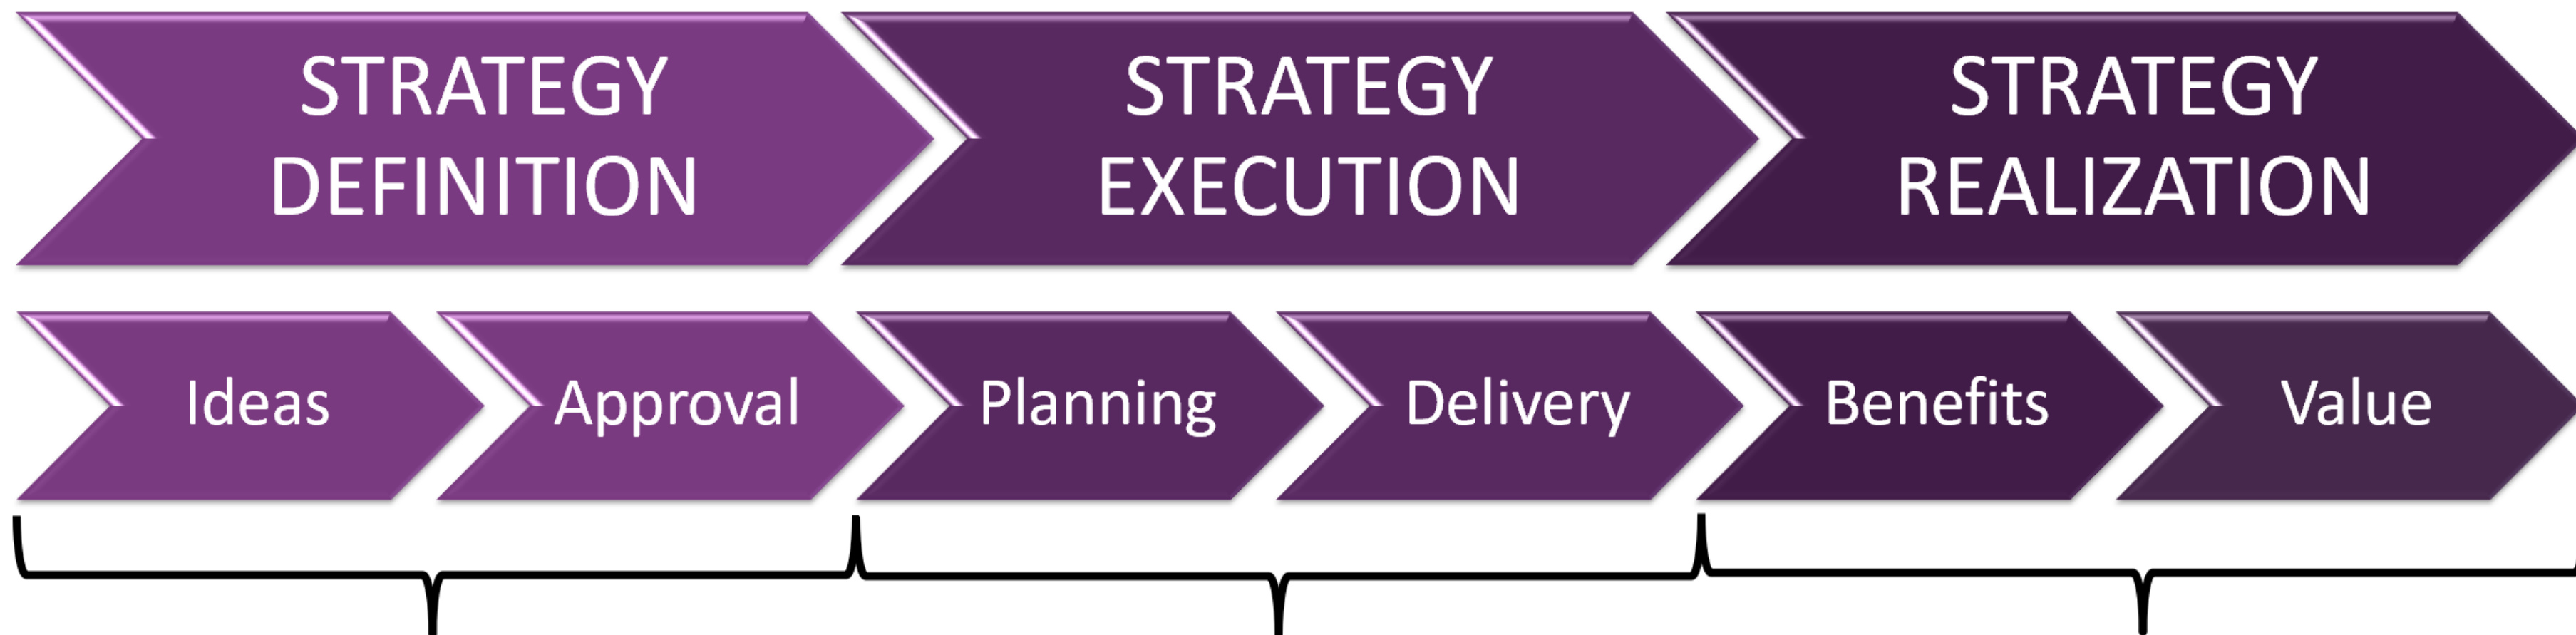 STRATEGY
DEFINITION
STRATEGY
EXECUTION
STRATEGY
REALIZATION
Ideas
Approval
Planning
Delivery
Benefits
Value